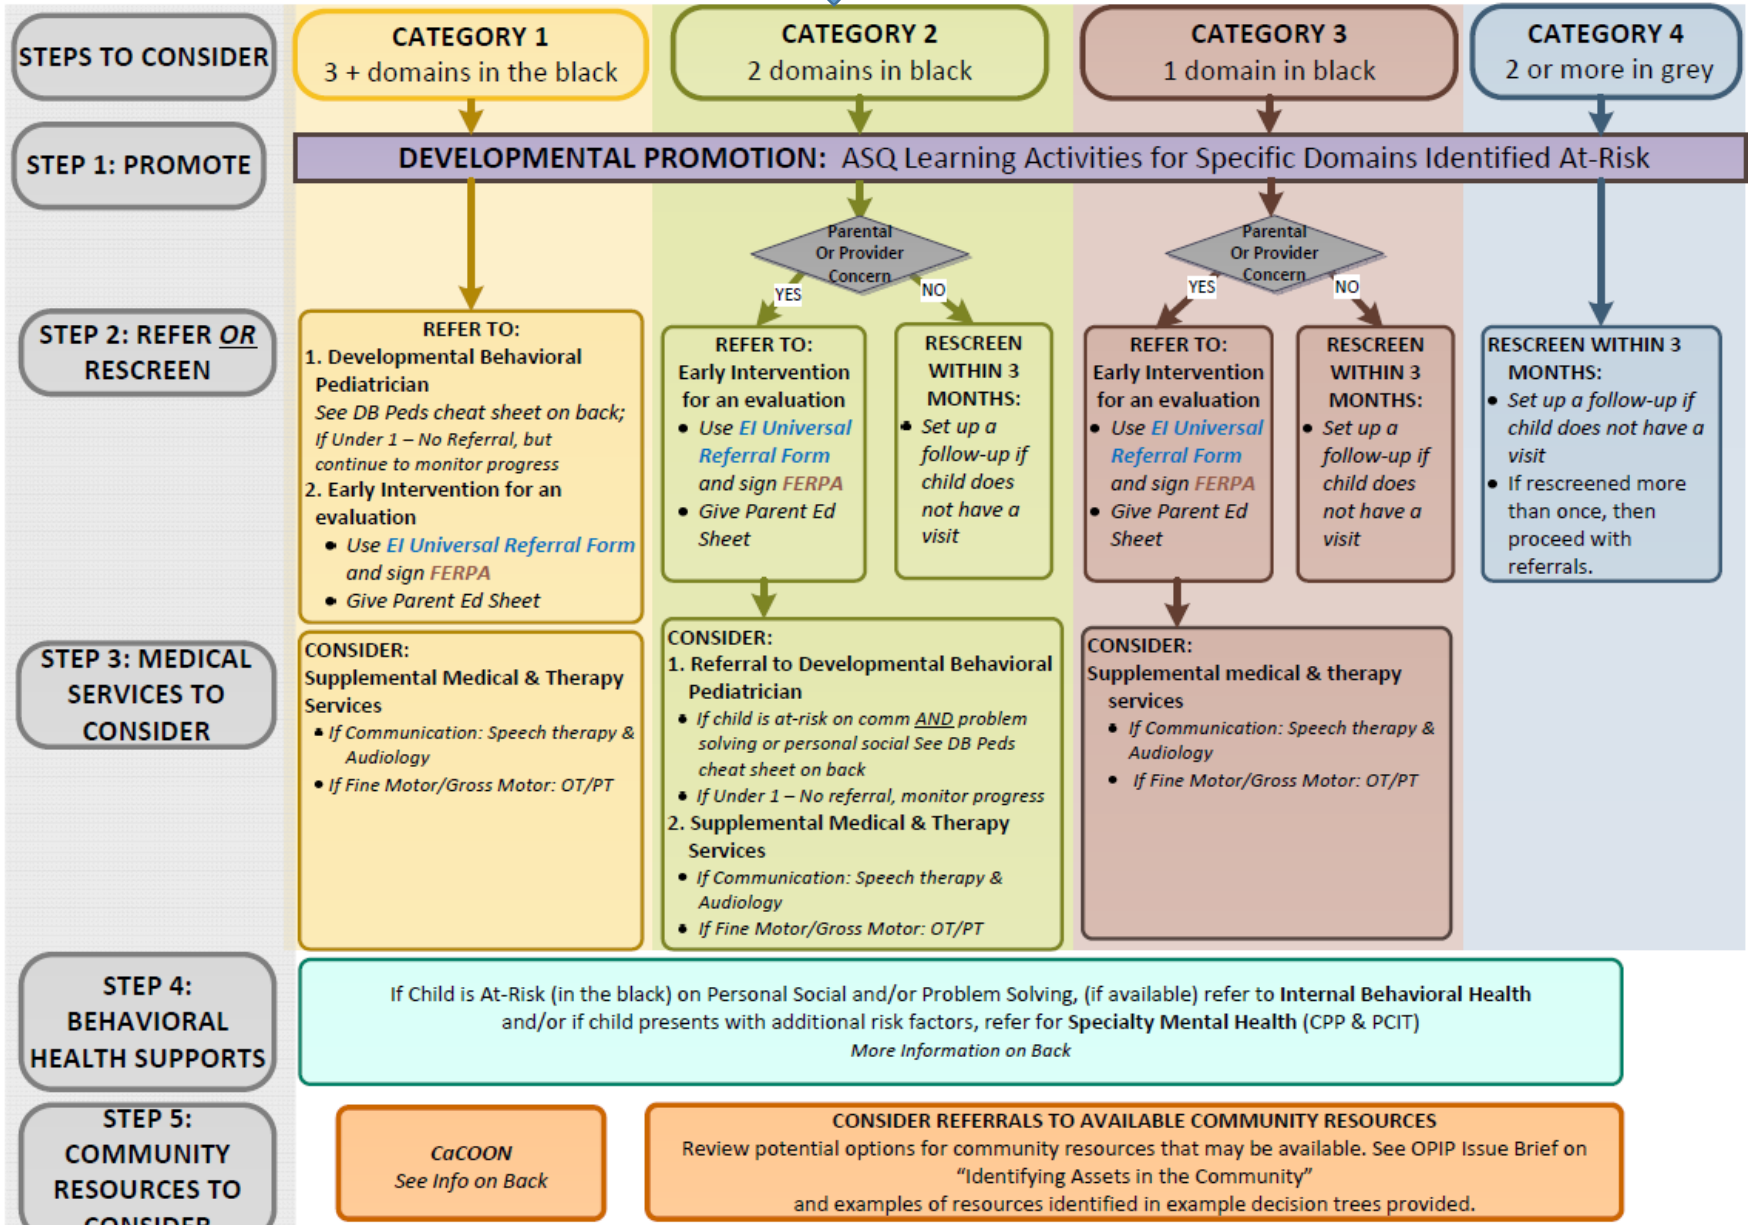 STEPS TO CONSIDER
CATEGORY 1
3 + domains in the black
CATEGORY 2
2 domains in black
CATEGORY 3
1 domain in black
CATEGORY 4
2 or more in grey
STEP 1: PROMOTE
DEVELOPMENTAL PROMOTION: ASQ Learning Activities for Specific Domains Identified At-Risk
Parental
Or Provider
Concern
YES
NO
Parental
Or Provider
Concern
YES
NO
STEP 2: REFER OR
RESCREEN
REFER TO:
1. Developmental Behavioral
Pediatrician
See DB Peds cheat sheet on back;
If Under 1 – No Referral, but
continue to monitor progress
2. Early Intervention for an
evaluation
• Use EI Universal Referral Form
and sign FERPA
• Give Parent Ed Sheet
REFER TO:
Early Intervention
for an evaluation
• Use EI Universal
Referral Form
and sign FERPA
• Give Parent Ed
Sheet
RESCREEN
WITHIN 3
MONTHS:
• Set up a
follow-up if
child does
not have a
visit
REFER TO:
Early Intervention
for an evaluation
• Use EI Universal
Referral Form
and sign FERPA
• Give Parent Ed
Sheet
RESCREEN
WITHIN 3
MONTHS:
• Set up a
follow-up if
child does
not have a
visit
RESCREEN WITHIN 3
MONTHS:
• Set up a follow-up if
child does not have a
visit
• If rescreened more
than once, then
proceed with
referrals.
STEP 3: MEDICAL
SERVICES TO
CONSIDER
CONSIDER:
Supplemental Medical & Therapy
Services
• If Communication: Speech therapy &
Audiology
• If Fine Motor/Gross Motor: OT/PT
CONSIDER:
1. Referral to Developmental Behavioral
Pediatrician
• If child is at-risk on comm AND problem
solving or personal social See DB Peds
cheat sheet on back
• If Under 1 – No referral, monitor progress
2. Supplemental Medical & Therapy
Services
• If Communication: Speech therapy &
Audiology
• If Fine Motor/Gross Motor: OT/PT
CONSIDER:
Supplemental medical & therapy
services
• If Communication: Speech therapy &
Audiology
• If Fine Motor/Gross Motor: OT/PT
STEP 4:
BEHAVIORAL
HEALTH SUPPORTS
If Child is At-Risk (in the black) on Personal Social and/or Problem Solving, (if available) refer to Internal Behavioral Health
and/or if child presents with additional risk factors, refer for Specialty Mental Health (CPP & PCIT)
More Information on Back
STEP 5:
COMMUNITY
RESOURCES TO
CONSIDER
CaCOON
See Info on Back
CONSIDER REFERRALS TO AVAILABLE COMMUNITY RESOURCES
Review potential options for community resources that may be available. See OPIP Issue Brief on
“Identifying Assets in the Community”
and examples of resources identified in example decision trees provided.